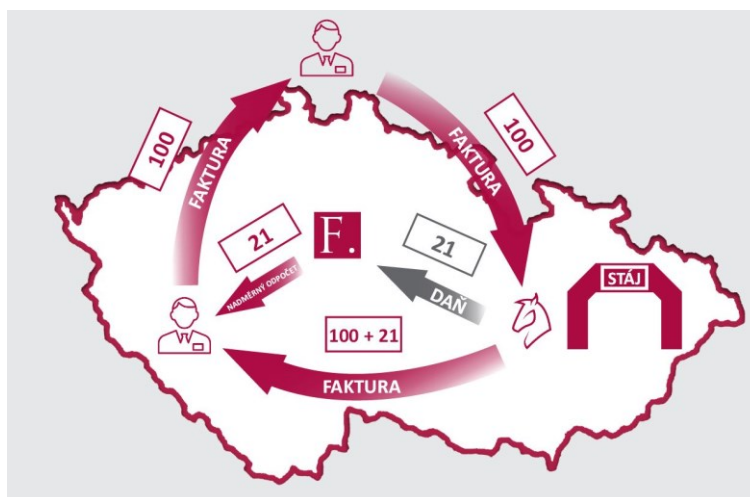 100
FAKTURA
FAKTURA
100
21
F.
21
NADMĚRNÝ ODPOČET
DAŇ
STÁJ
100 + 21
FAKTURA